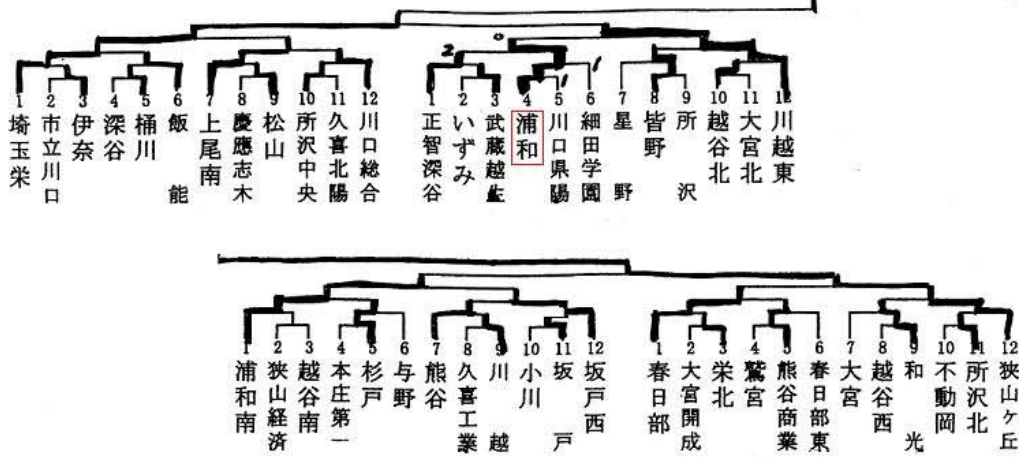 2 0
1 1
1 2 3 4 5 6 7 8 9 10 11 12 1 2 3 4 5 6 7 8 9 10 11 12
埼玉栄 市立川口 伊奈 深谷 桶川 飯能 上尾南 慶應志木 松山 所沢中央 久喜北陽 川口総合 正智深谷 いずみ 武蔵越生 浦和 川口県陽 細田学園 星野 皆野 所沢 越谷北 大宮北 川越東
1 2 3 4 5 6 7 8 9 10 11 12 1 2 3 4 5 6 7 8 9 10 11 12
浦和南 狭山経済 越谷南 本庄第一 杉戸 与野 熊谷 久喜工業 川越 小川 坂戸 坂戸西 春日部 大宮開成 栄北 鷲宮 熊谷商業 春日部東 大宮 越谷西 和光 不動岡 所沢北 狭山ケ丘